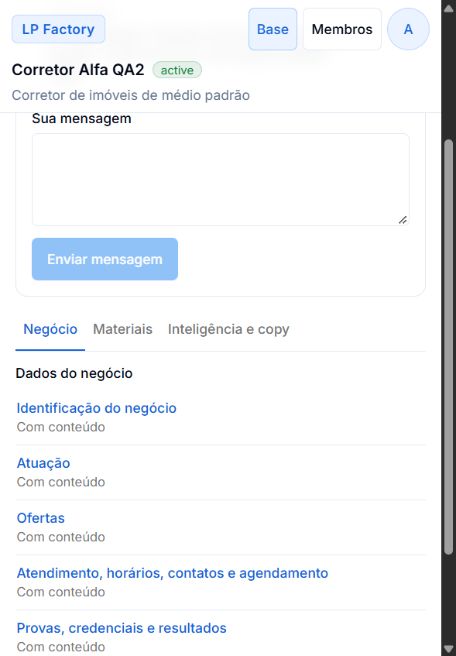 LP Factory
Base
Membros
A
Corretor Alfa QA2
active
Corretor de imóveis de médio padrão
Sua mensagem
Enviar mensagem
Negócio
Materiais
Inteligência e copy
Dados do negócio
Identificação do negócio
Com conteúdo
Atuação
Com conteúdo
Ofertas
Com conteúdo
Atendimento, horários, contatos e agendamento
Com conteúdo
Provas, credenciais e resultados
Com conteúdo